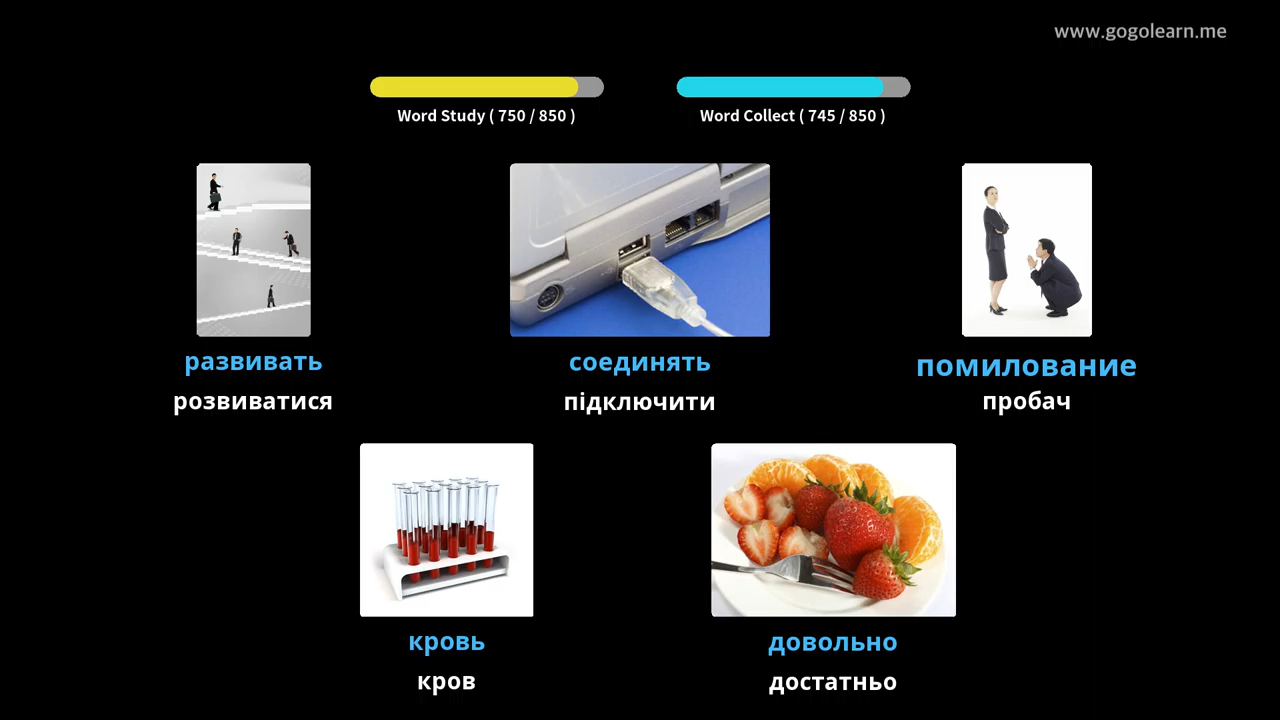 www.gogolearn.me
Word Study ( 750 / 850 )
Word Collect ( 745 / 850 )
развивать
соединять
помилование
розвиватися
підключити
пробач
кровь
довольно
кров
достатньо